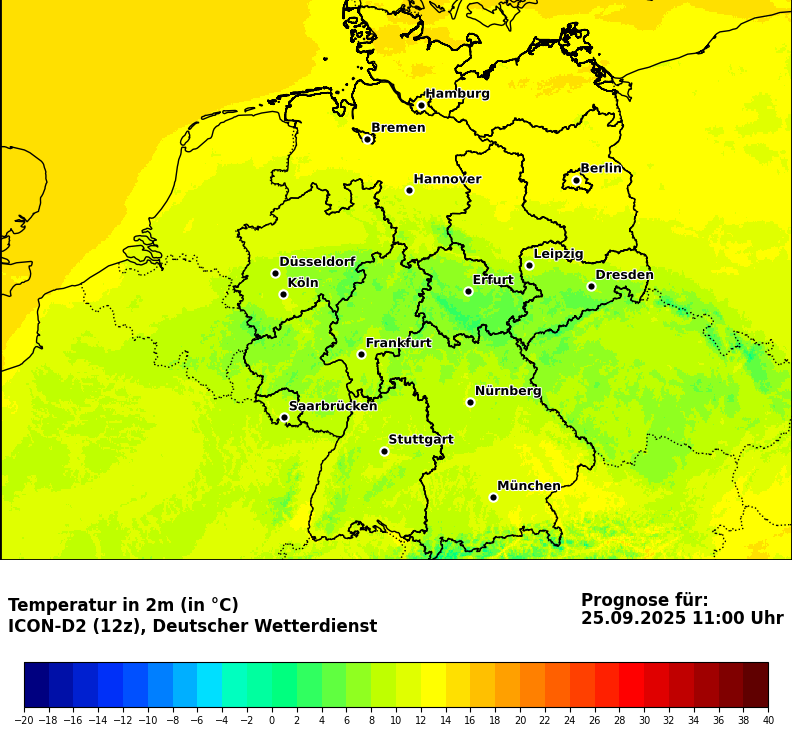 Hamburg
Bremen
Berlin
Hannover
Leipzig
Düsseldorf
Dresden
Köln
Erfurt
Frankfurt
Nürnberg
Saarbrücken
Stuttgart
München
Temperatur in 2m (in °C)
ICON-D2 (12z), Deutscher Wetterdienst
Prognose für:
25.09.2025 11:00 Uhr
−20 −18 −16 −14 −12 −10 −8 −6 −4 −2 0 2 4 6 8 10 12 14 16 18 20 22 24 26 28 30 32 34 36 38 40